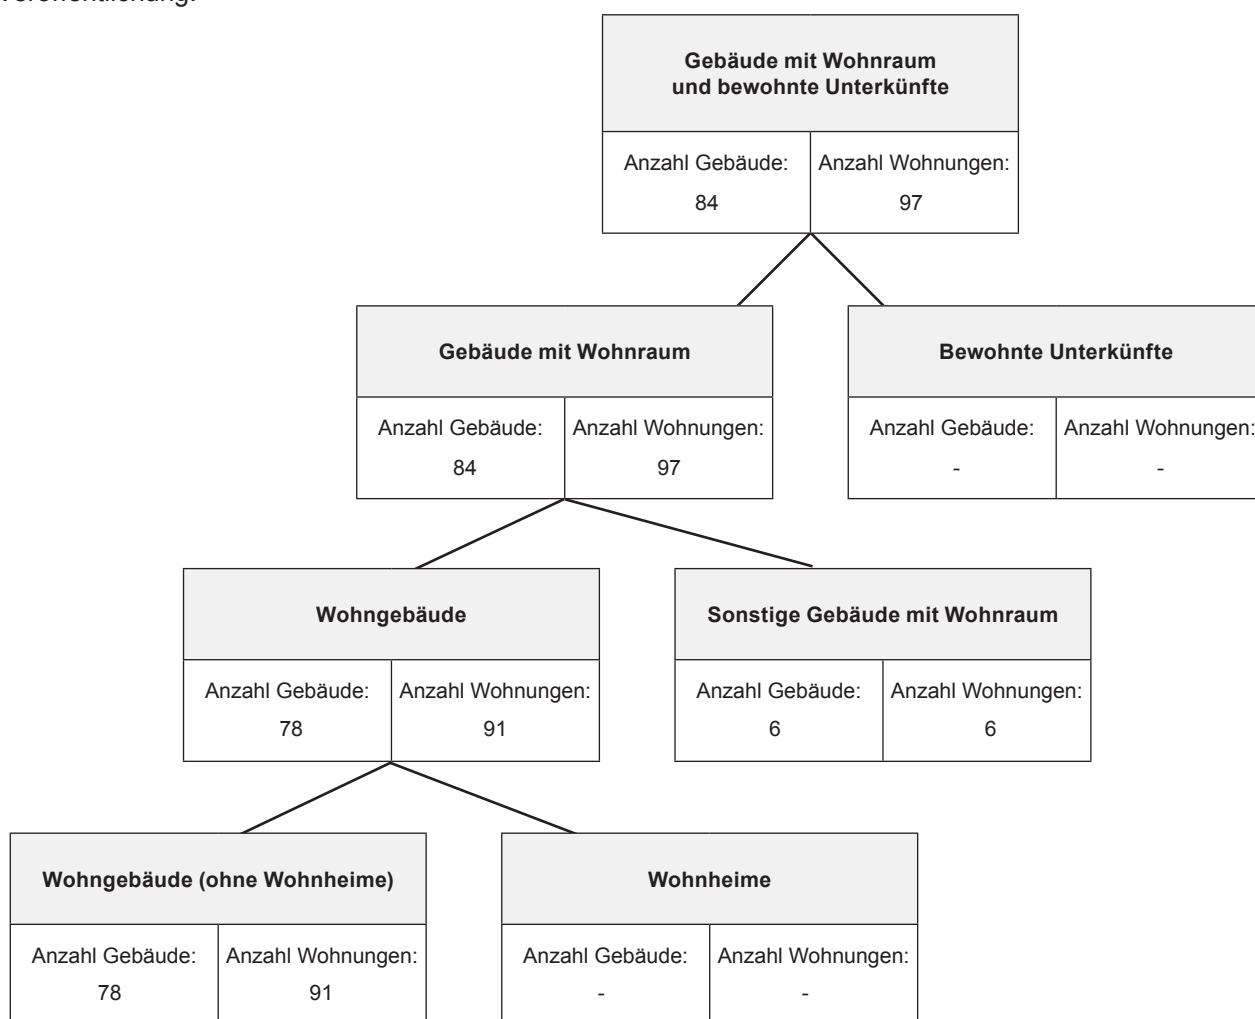 Veröffentlichung.
Gebäude mit Wohnraum
und bewohnte Unterkünfte
Anzahl Gebäude: Anzahl Wohnungen:
84 97
Gebäude mit Wohnraum Bewohnte Unterkünfte
Anzahl Gebäude: Anzahl Wohnungen: Anzahl Gebäude: Anzahl Wohnungen:
84 97 - -
Wohngebäude Sonstige Gebäude mit Wohnraum
Anzahl Gebäude: Anzahl Wohnungen: Anzahl Gebäude: Anzahl Wohnungen:
78 91 6 6
Wohngebäude (ohne Wohnheime) Wohnheime
Anzahl Gebäude: Anzahl Wohnungen: Anzahl Gebäude: Anzahl Wohnungen:
78 91 - -